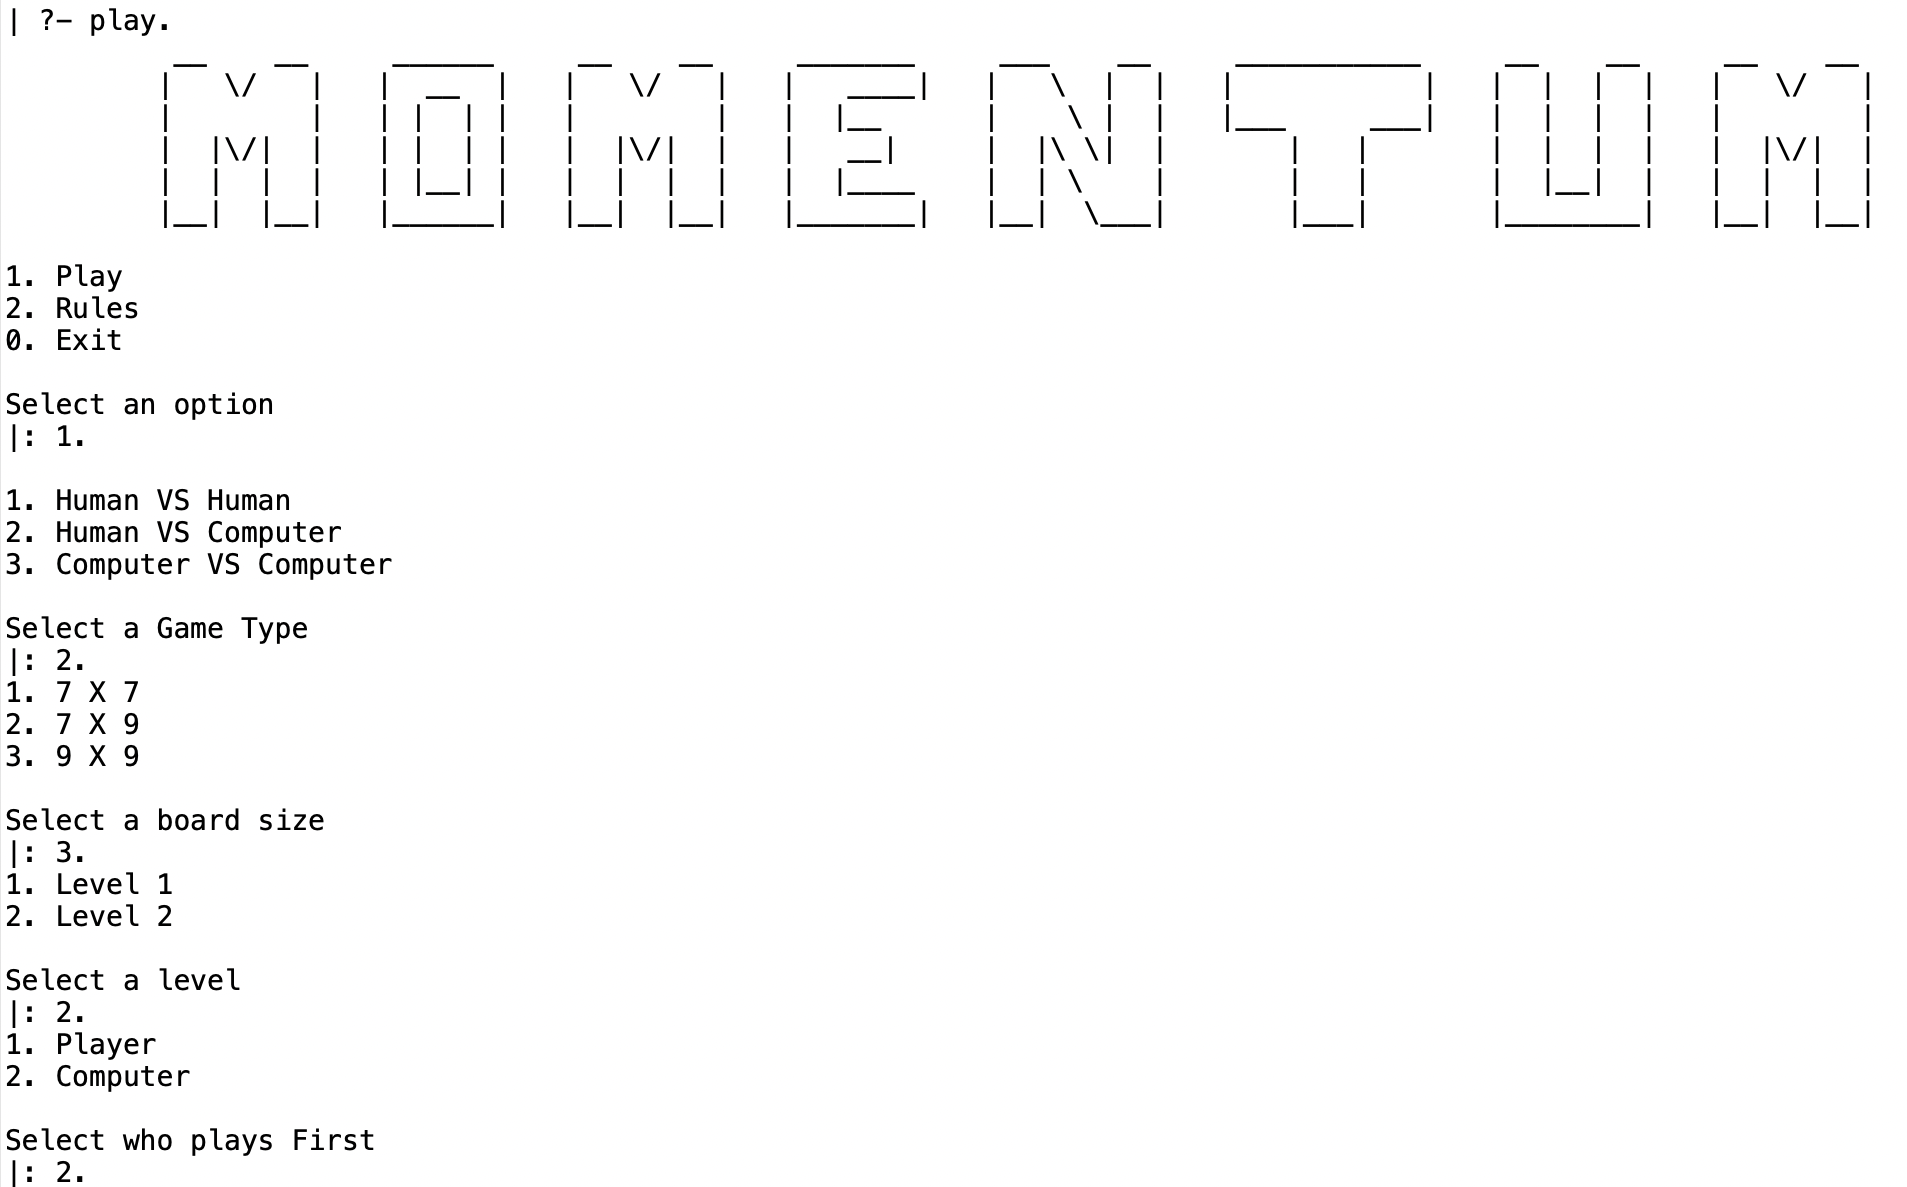 | ?- play.
MOMENTUM
1. Play
2. Rules
0. Exit
Select an option
|: 1.
1. Human VS Human
2. Human VS Computer
3. Computer VS Computer
Select a Game Type
|: 2.
1. 7 X 7
2. 7 X 9
3. 9 X 9
Select a board size
|: 3.
1. Level 1
2. Level 2
Select a level
|: 2.
1. Player
2. Computer
Select who plays First
|: 2.